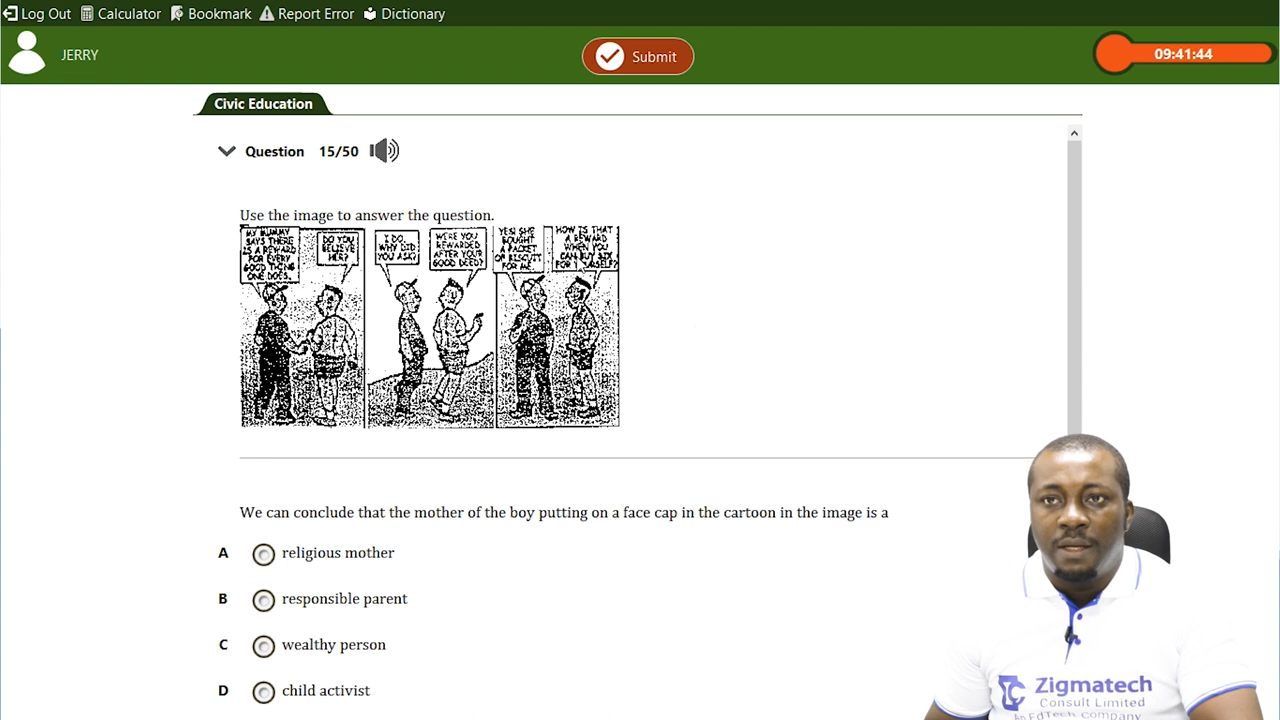 Log Out Calculator Bookmark Report Error Dictionary
JERRY
Submit
09:41:44
Civic Education
Question 15/50
Use the image to answer the question.
MY MUMMY
SAYS THERE
IS A REWARD
FOR EVERY
GOOD THING
ONE DOES.
DO YOU
BELIEVE
HER?
I DO.
WHY DID
YOU ASK?
WERE YOU
REWARDED
AFTER YOUR
GOOD DEED?
YES! SHE
BOUGHT
A PACKET
OF BISCUIT
FOR ME.
HOW IS THAT
A REWARD
WHEN YOU
CAN BUY SIX
FOR YOURSELF?
We can conclude that the mother of the boy putting on a face cap in the cartoon in the image is a
A religious mother
B responsible parent
C wealthy person
D child activist
Zigmatech
Consult Limited
An EdTech Company